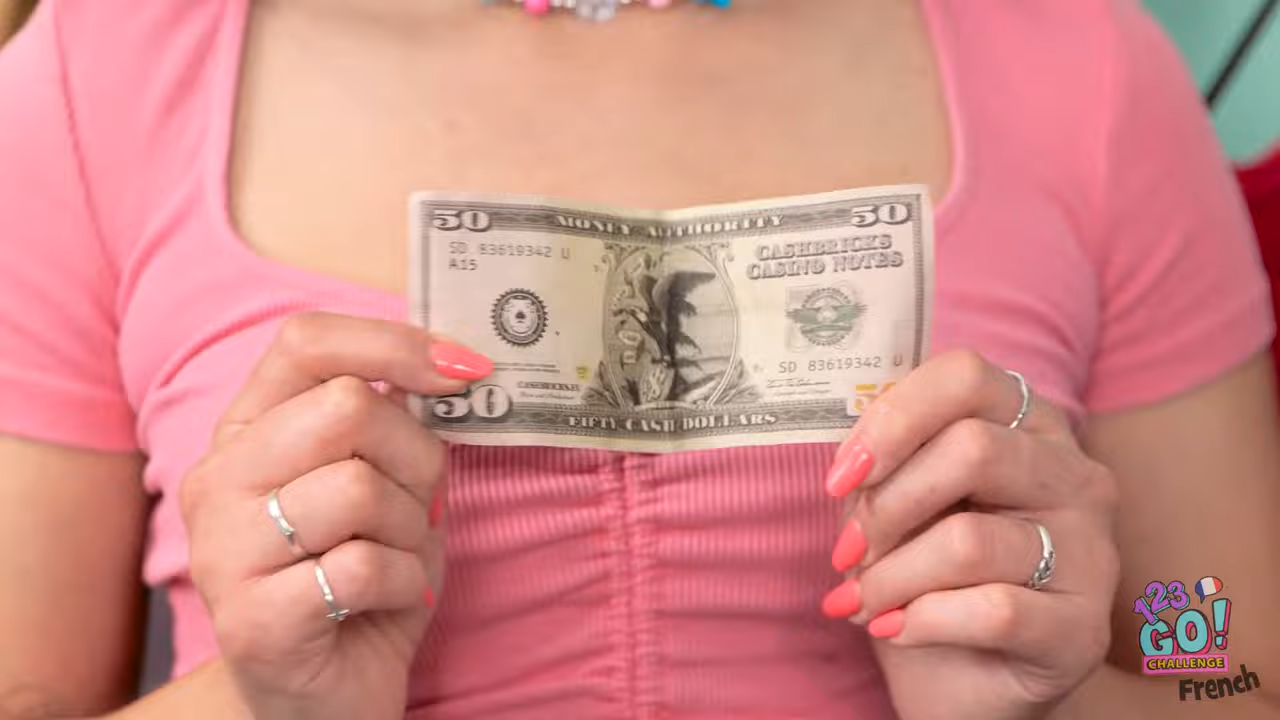 50 MONEY AUTHORITY 50
SD 83619342 U
A15
CASHBRICKS
CASINO NOTES
SD 83619342 U
50
FIFTY CASH DOLLARS
123
GO!
CHALLENGE
French